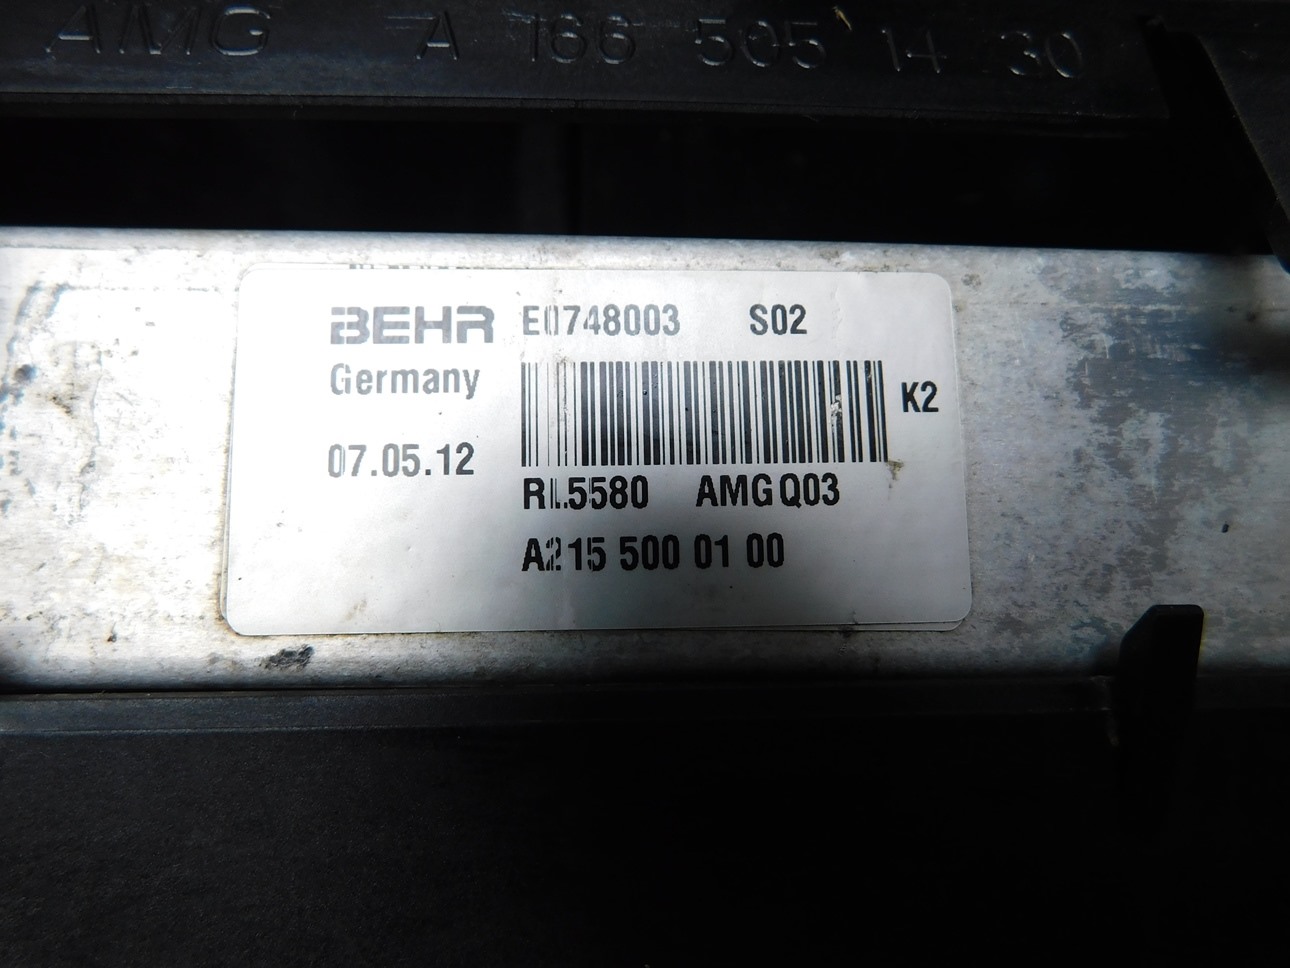 AMG A 166 505 14 30
BEHR E0748003 S02
Germany
K2
07.05.12
RL5580 AMG Q03
A215 500 01 00